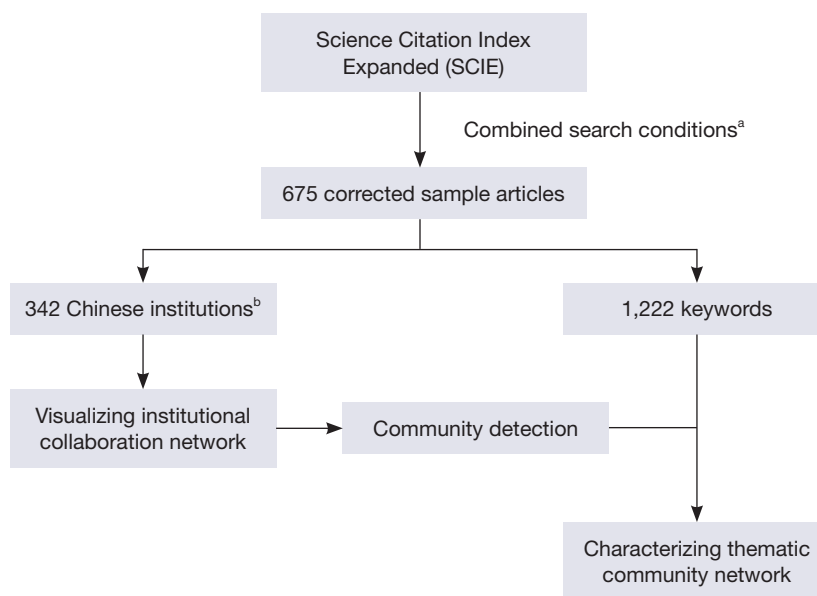 Science Citation Index
Expanded (SCIE)
Combined search conditionsᵃ
675 corrected sample articles
342 Chinese institutionsᵇ
1,222 keywords
Visualizing institutional
collaboration network
Community detection
Characterizing thematic
community network